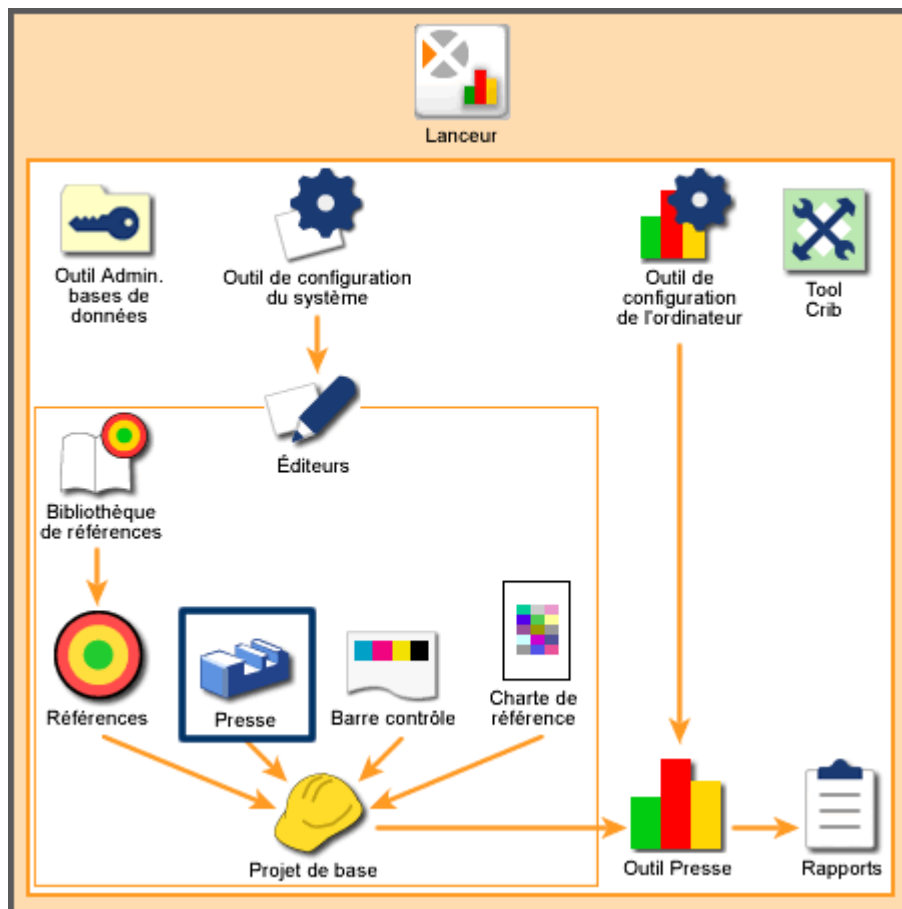 Lanceur
Outil Admin.
bases de
données
Outil de configuration
du système
Outil de
configuration
de l'ordinateur
Tool
Crib
Éditeurs
Bibliothèque
de références
Références
Presse
Barre contrôle
Charte de
référence
Projet de base
Outil Presse
Rapports